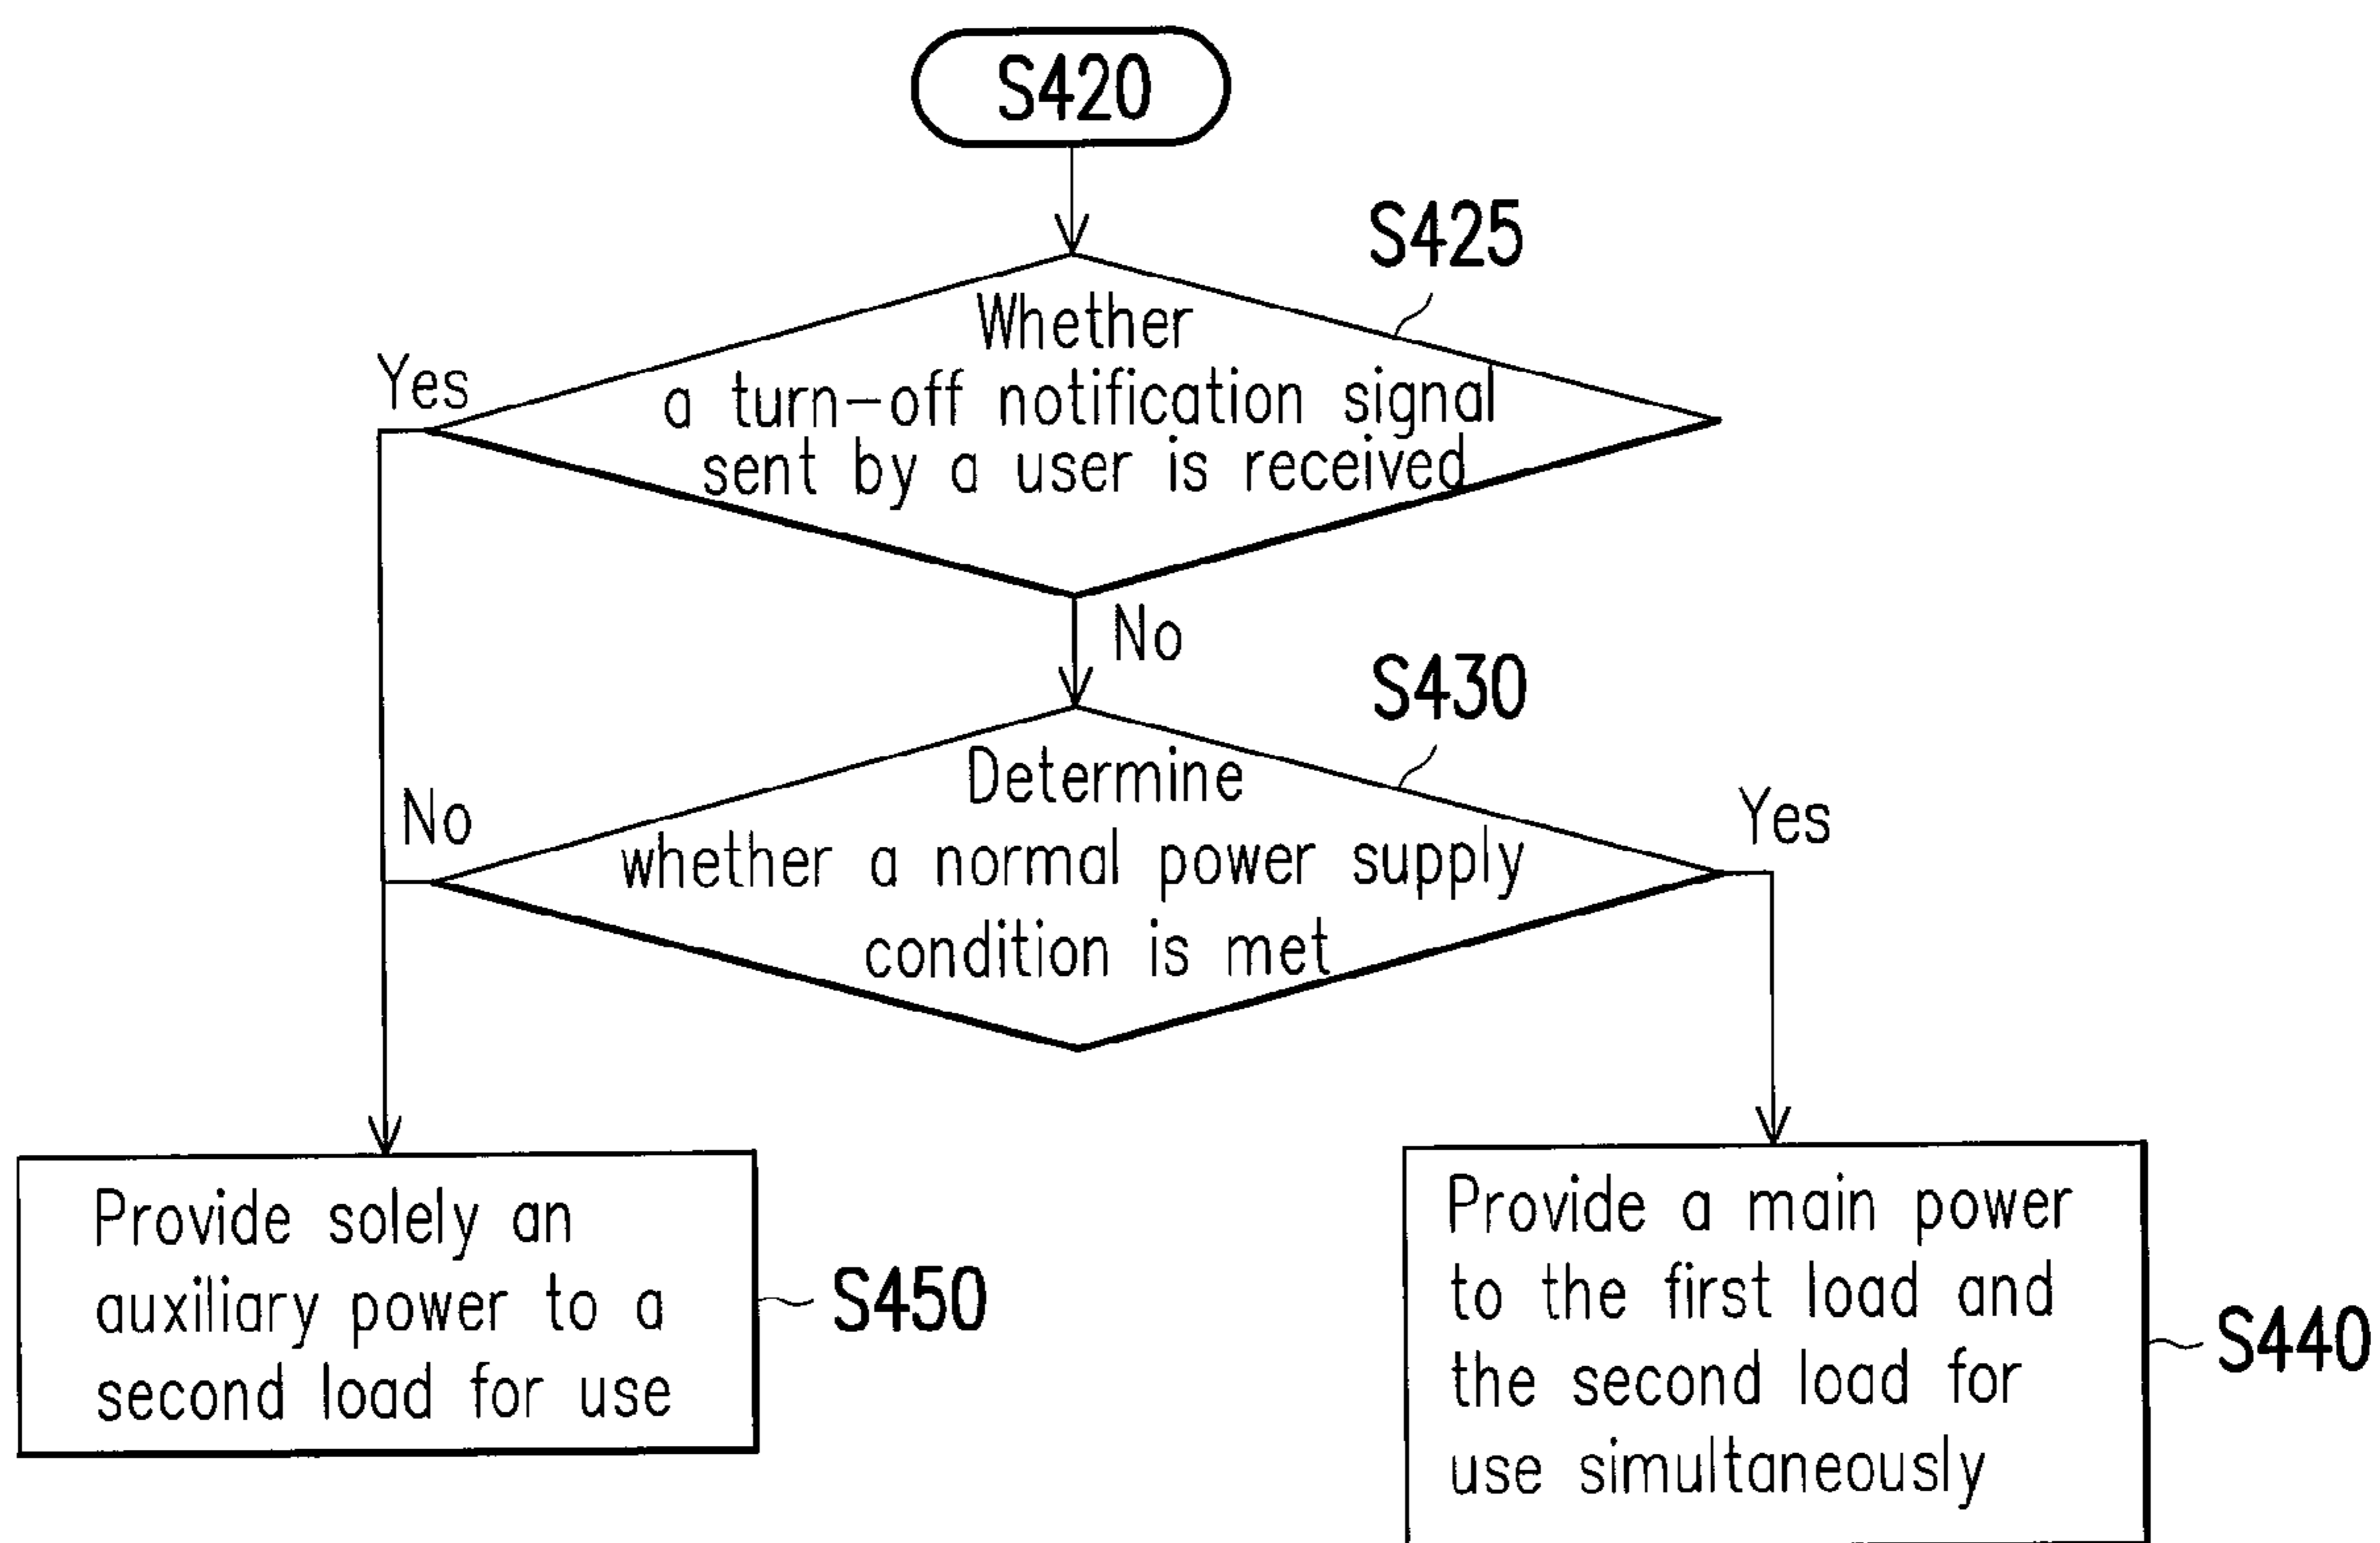 S420
S425
Whether
a turn-off notification signal
sent by a user is received
Yes
No
S430
Determine
whether a normal power supply
condition is met
No
Yes
Provide solely an
auxiliary power to a
second load for use
S450
Provide a main power
to the first load and
the second load for
use simultaneously
S440